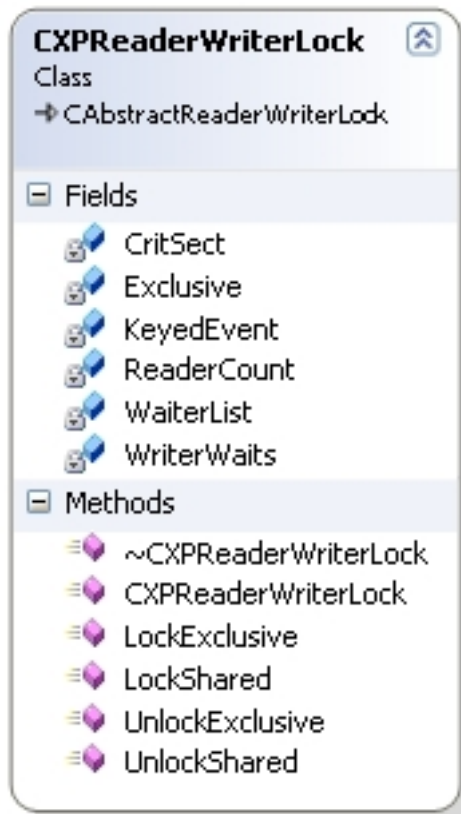 CXPReaderWriterLock
Class
CAbstractReaderWriterLock
Fields
CritSect
Exclusive
KeyedEvent
ReaderCount
WaiterList
WriterWaits
Methods
~CXPReaderWriterLock
CXPReaderWriterLock
LockExclusive
LockShared
UnlockExclusive
UnlockShared